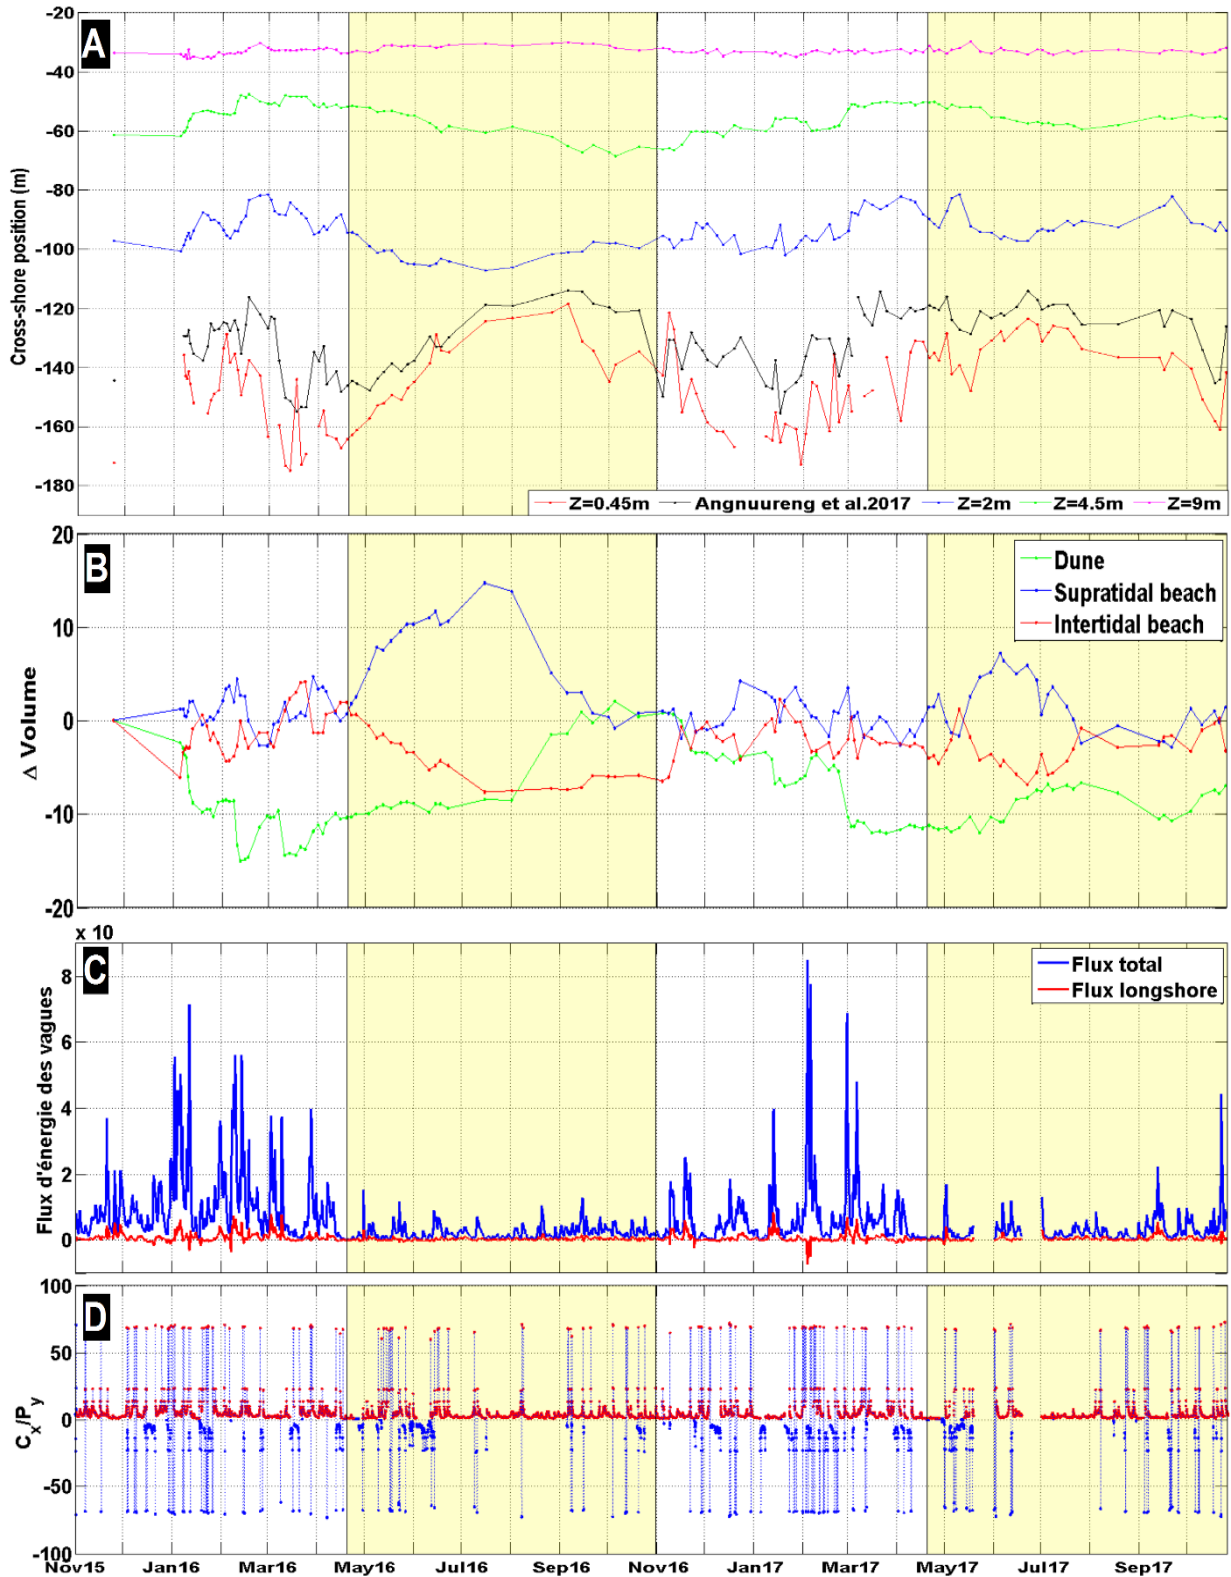 A
-20
-40
-60
-80
-100
-120
-140
-160
-180
Cross-shore position (m)
Z=0.45m
Angnuureng et al.2017
Z=2m
Z=4.5m
Z=9m
B
20
10
0
-10
-20
Δ Volume
Dune
Supratidal beach
Intertidal beach
x 10
C
8
6
4
2
0
Flux d'énergie des vagues
Flux total
Flux longshore
D
100
50
0
-50
-100
Cx/Py
Nov15
Jan16
Mar16
May16
Jul16
Sep16
Nov16
Jan17
Mar17
May17
Jul17
Sep17